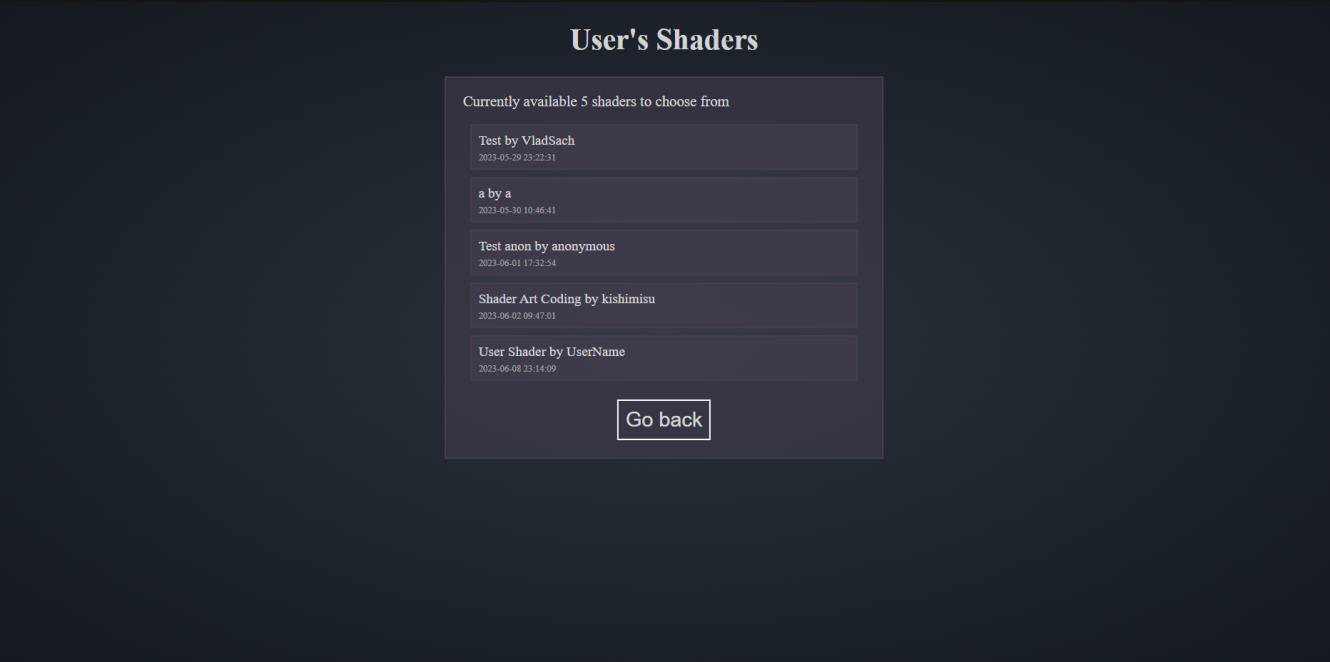 User's Shaders
Currently available 5 shaders to choose from
Test by VladSach
2023-05-29 23:22:31
a by a
2023-05-30 10:46:41
Test anon by anonymous
2023-06-01 17:32:54
Shader Art Coding by kishimisu
2023-06-02 09:47:01
User Shader by UserName
2023-06-08 23:14:09
Go back